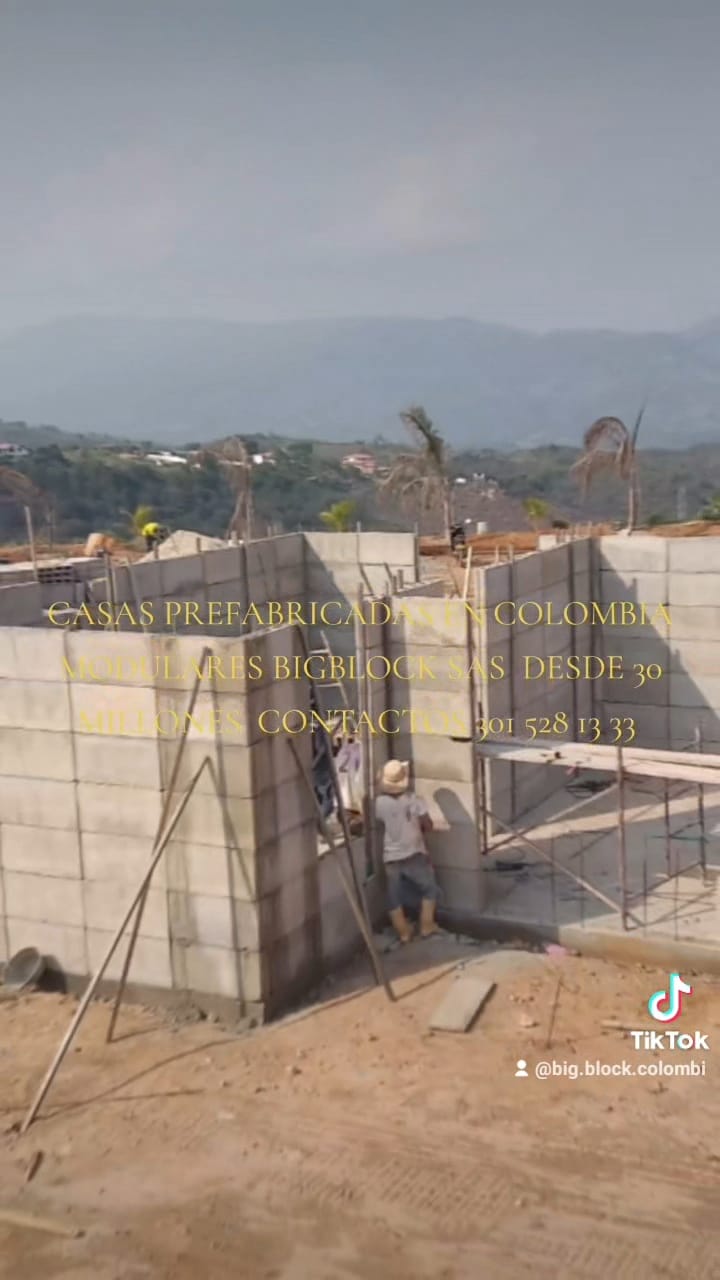 CASAS PREFABRICADAS EN COLOMBIA
MODULARES BIGBLOCK SAS DESDE 30
MILLONES. CONTACTOS 301 528 13 33
TikTok
@big.block.colombi